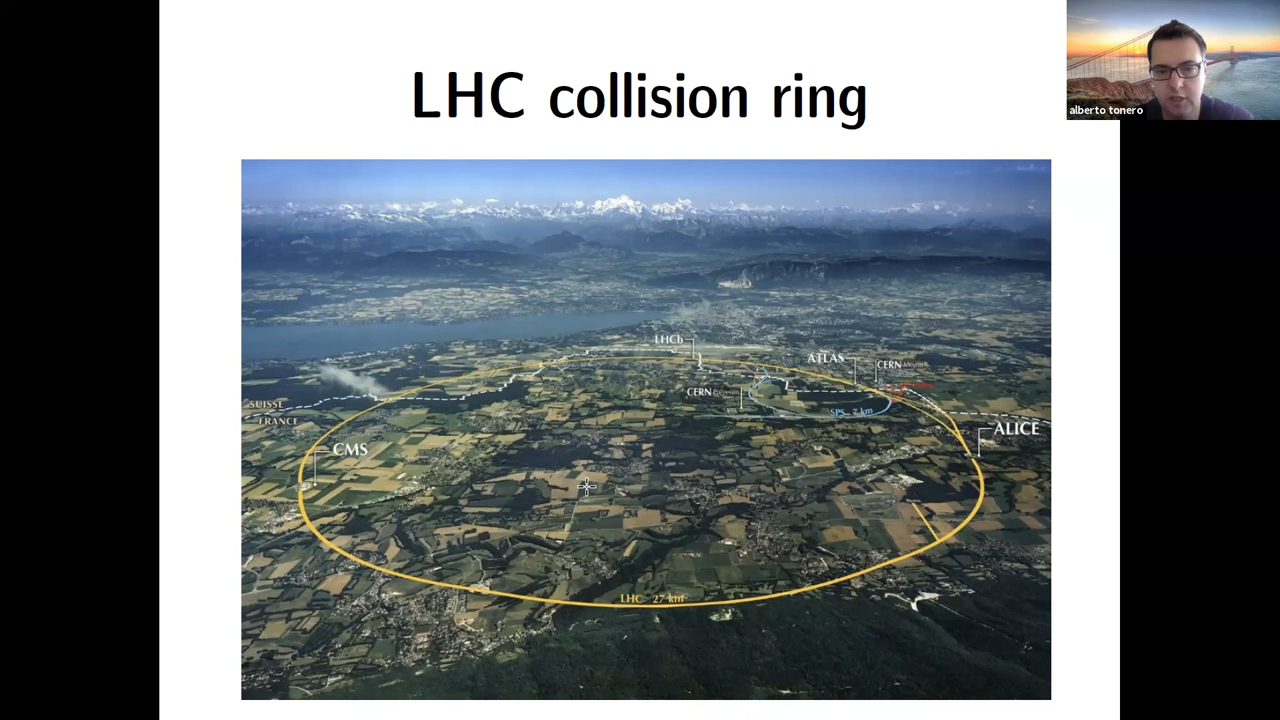 LHC collision ring
alberto tonero
LHCb
ATLAS
CERN Meyrin
CERN
SPS 7 km
SUISSE
FRANCE
CMS
ALICE
LHC 27 km